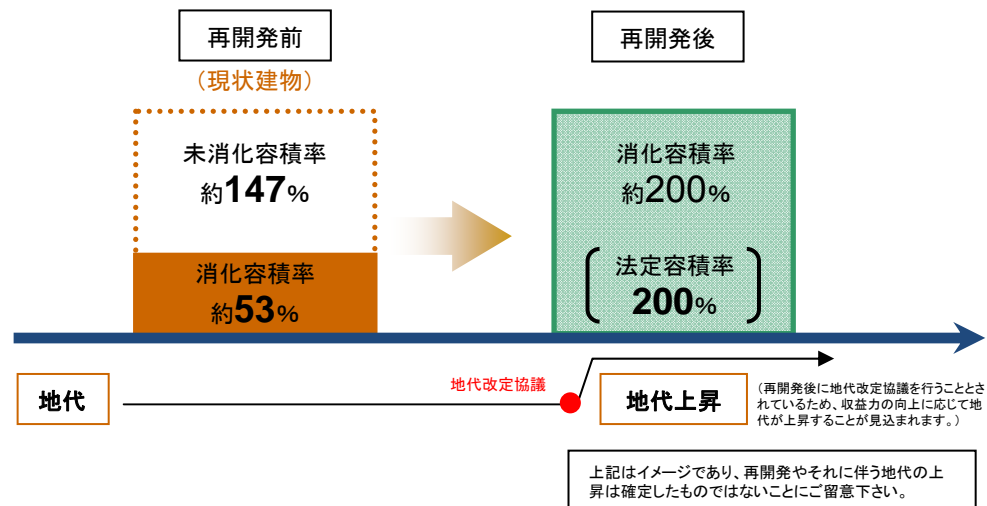 再開発前
(現状建物)
未消化容積率
約147%
消化容積率
約53%
再開発後
消化容積率
約200%
法定容積率
200%
地代
地代改定協議
地代上昇
(再開発後に地代改定協議を行うこととさ
れているため、収益力の向上に応じて地
代が上昇することが見込まれます。)
上記はイメージであり、再開発やそれに伴う地代の上
昇は確定したものではないことにご留意下さい。